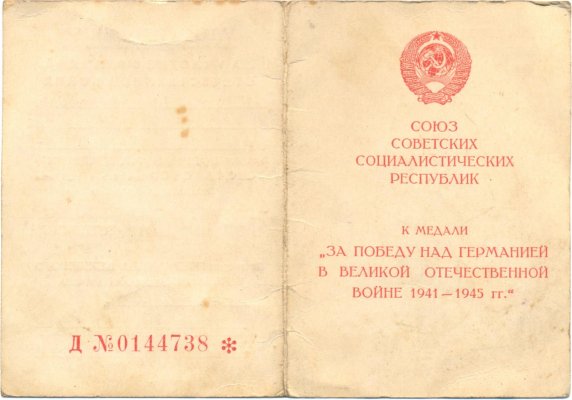 Д №0144738 *
СОЮЗ
СОВЕТСКИХ
СОЦИАЛИСТИЧЕСКИХ
РЕСПУБЛИК
К МЕДАЛИ
„ЗА ПОБЕДУ НАД ГЕРМАНИЕЙ
В ВЕЛИКОЙ ОТЕЧЕСТВЕННОЙ
ВОЙНЕ 1941—1945 гг.“